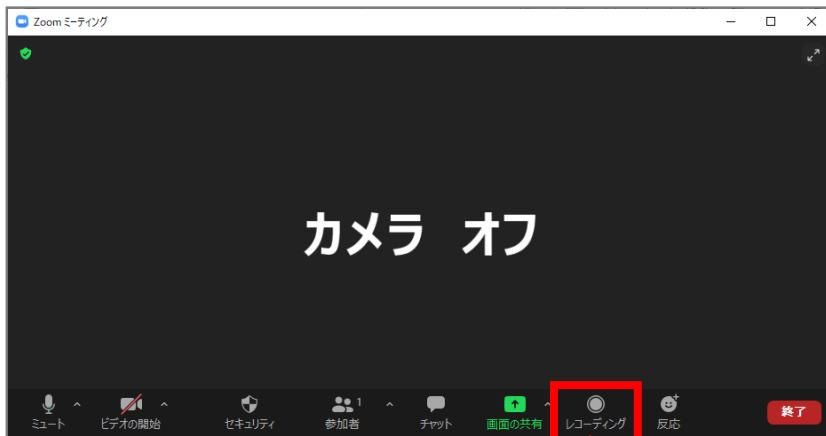 Zoom ミーティング
カメラ オフ
1
ミュート ビデオの開始 セキュリティ 参加者 チャット 画面の共有 レコーディング 反応 終了